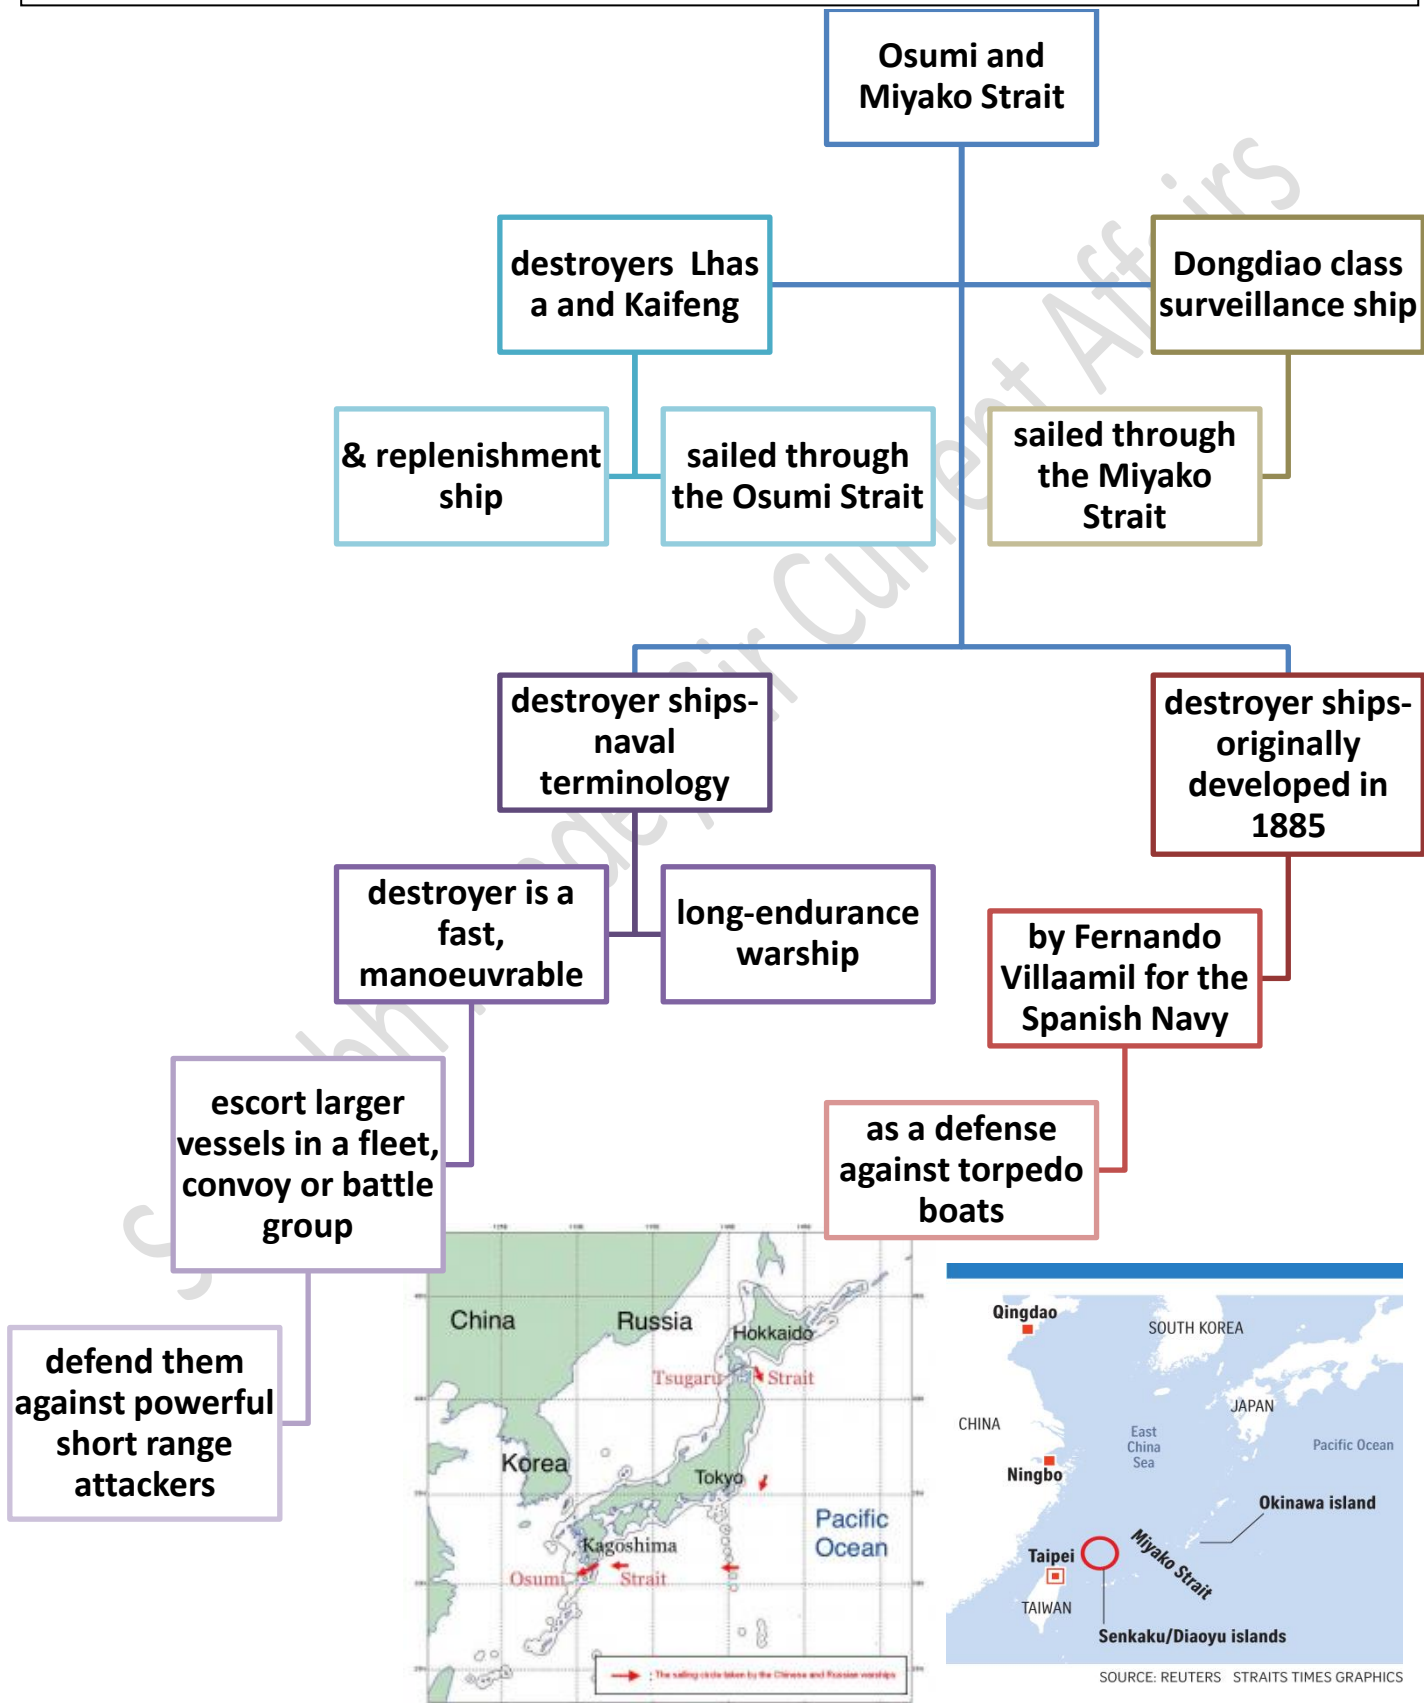 Osumi and
Miyako Strait
destroyers Lhas
a and Kaifeng
Dongdiao class
surveillance ship
& replenishment
ship
sailed through
the Osumi Strait
sailed through
the Miyako
Strait
destroyer ships-
naval
terminology
destroyer ships-
originally
developed in
1885
destroyer is a
fast,
manoeuvrable
long-endurance
warship
by Fernando
Villaamil for the
Spanish Navy
escort larger
vessels in a fleet,
convoy or battle
group
as a defense
against torpedo
boats
defend them
against powerful
short range
attackers
China
Russia
Hokkaido
Tsugaru Strait
Korea
Tokyo
Pacific
Ocean
Kagoshima
Osumi Strait
: The sailing circle taken by the Chinese and Russian warships
Qingdao
SOUTH KOREA
JAPAN
CHINA
East
China
Sea
Pacific Ocean
Ningbo
Okinawa island
Miyako Strait
Taipei
TAIWAN
Senkaku/Diaoyu islands
SOURCE: REUTERS STRAITS TIMES GRAPHICS
Current Affairs